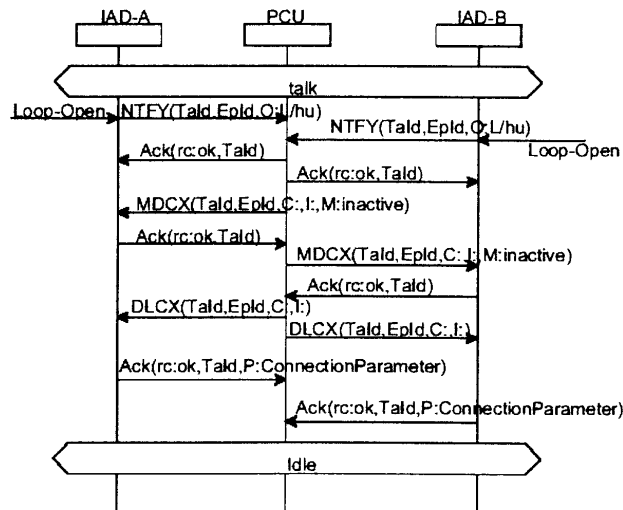 IAD-A PCU IAD-B
talk
Loop-Open NTFY(TaId,EpId,O:L/hu)
NTFY(TaId,EpId,O:L/hu)
Loop-Open
Ack(rc:ok,TaId)
Ack(rc:ok,TaId)
MDCX(TaId,EpId,C:,I:,M:inactive)
Ack(rc:ok,TaId)
MDCX(TaId,EpId,C:,I:,M:inactive)
Ack(rc:ok,TaId)
DLCX(TaId,EpId,C:,I:)
DLCX(TaId,EpId,C:,I:)
Ack(rc:ok,TaId,P:ConnectionParameter)
Ack(rc:ok,TaId,P:ConnectionParameter)
Idle